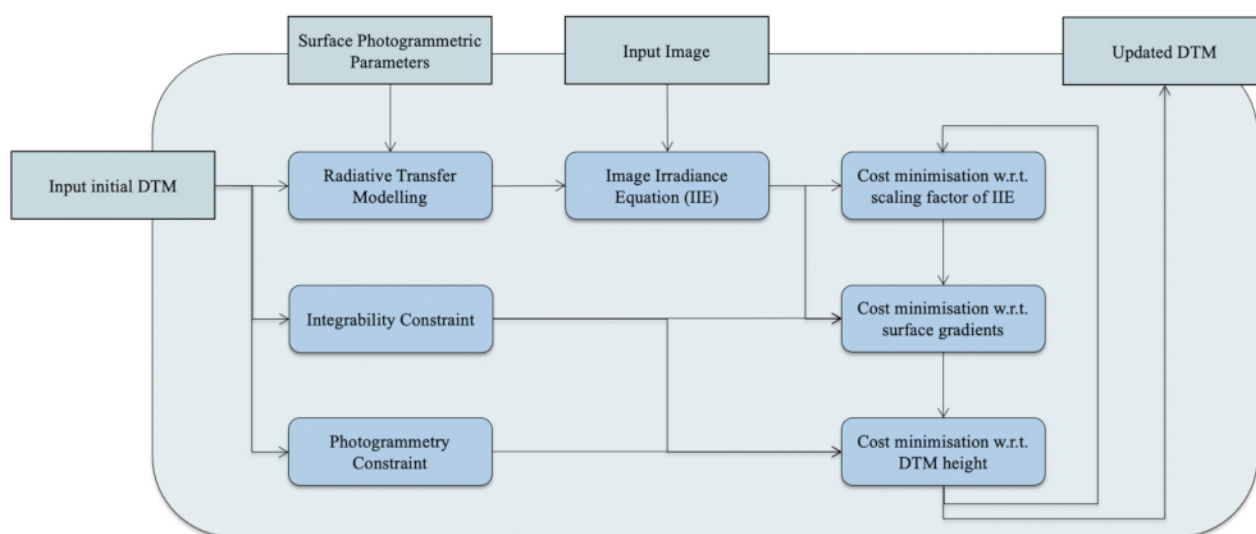 Surface Photogrammetric
Parameters
Input Image
Updated DTM
Input initial DTM
Radiative Transfer
Modelling
Image Irradiance
Equation (IIE)
Cost minimisation w.r.t.
scaling factor of IIE
Integrability Constraint
Cost minimisation w.r.t.
surface gradients
Photogrammetry
Constraint
Cost minimisation w.r.t.
DTM height